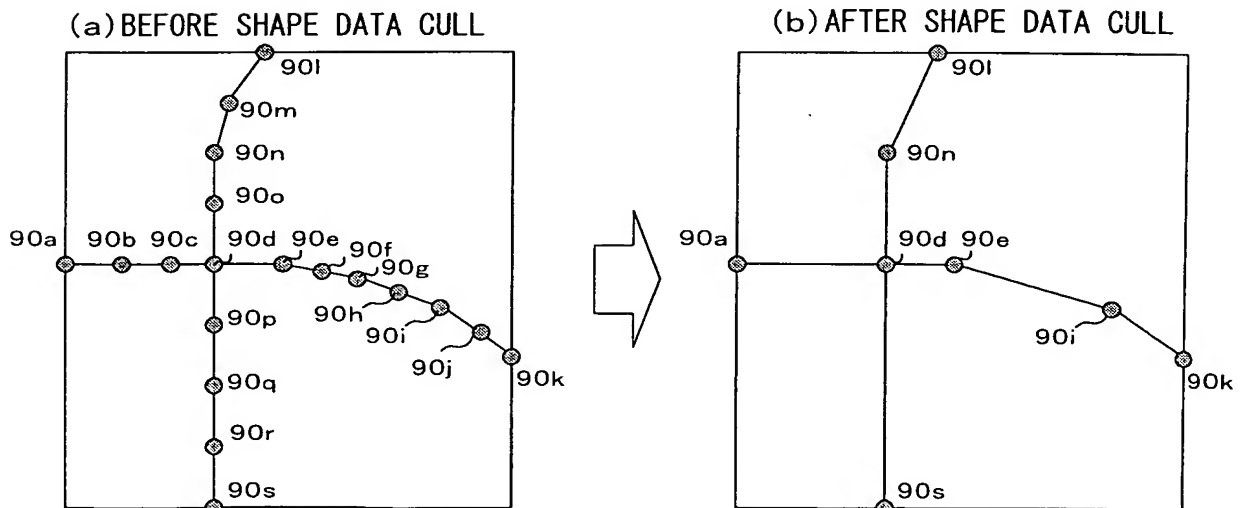 (a) BEFORE SHAPE DATA CULL
90l
90m
90n
90o
90a 90b 90c 90d 90e
90f
90g
90h
90i
90p
90j
90k
90q
90r
90s
(b) AFTER SHAPE DATA CULL
90l
90n
90a 90d 90e
90i
90k
90s